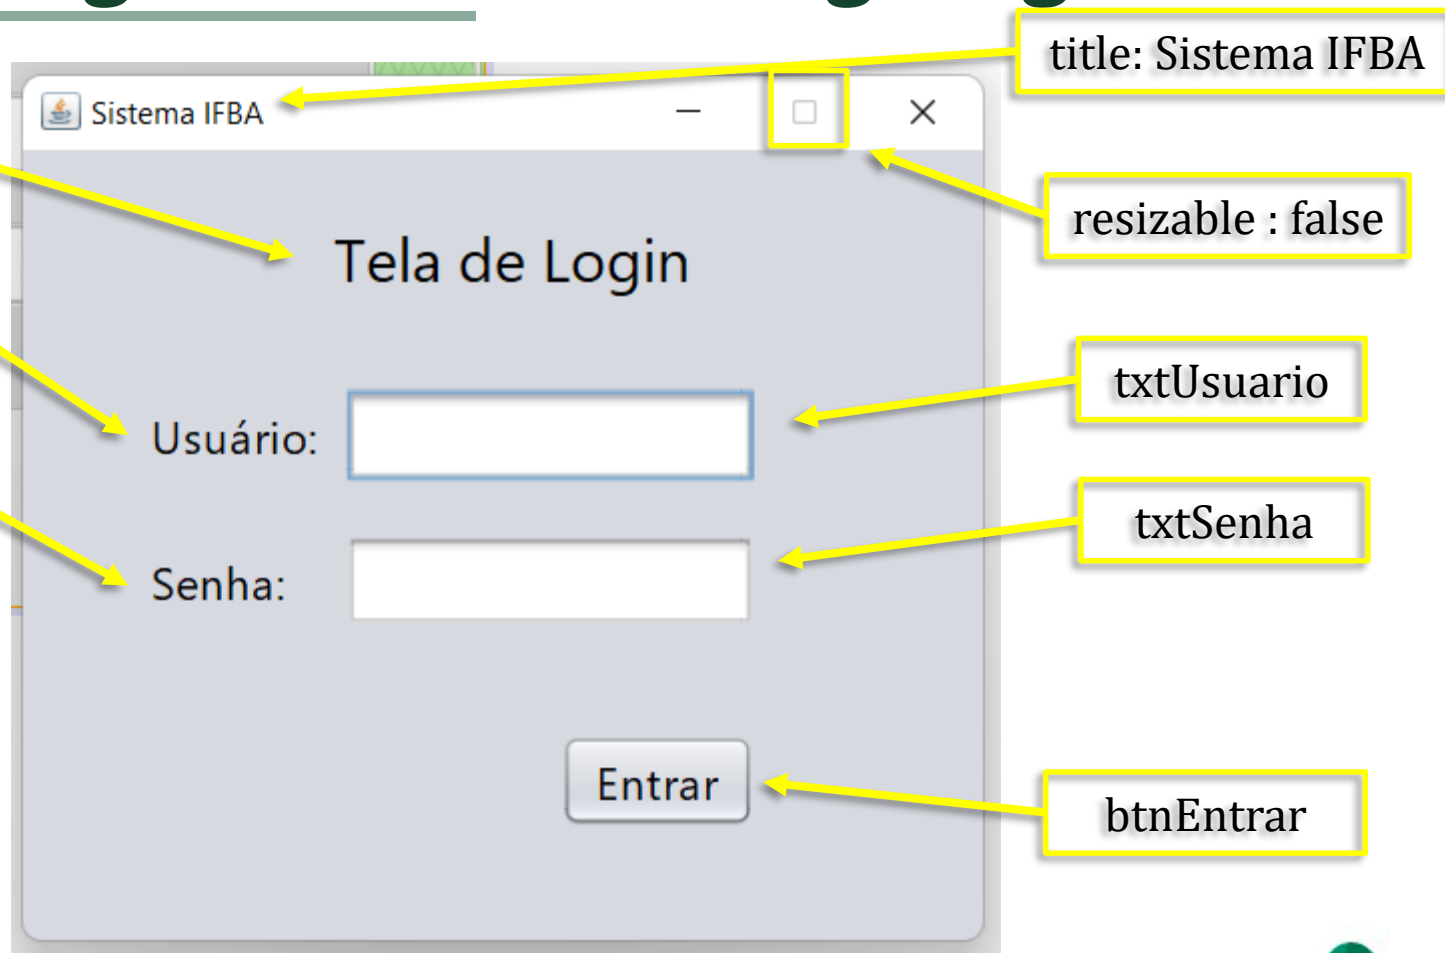 title: Sistema IFBA
Sistema IFBA
resizable : false
Tela de Login
txtUsuario
Usuário:
txtSenha
Senha:
Entrar
btnEntrar